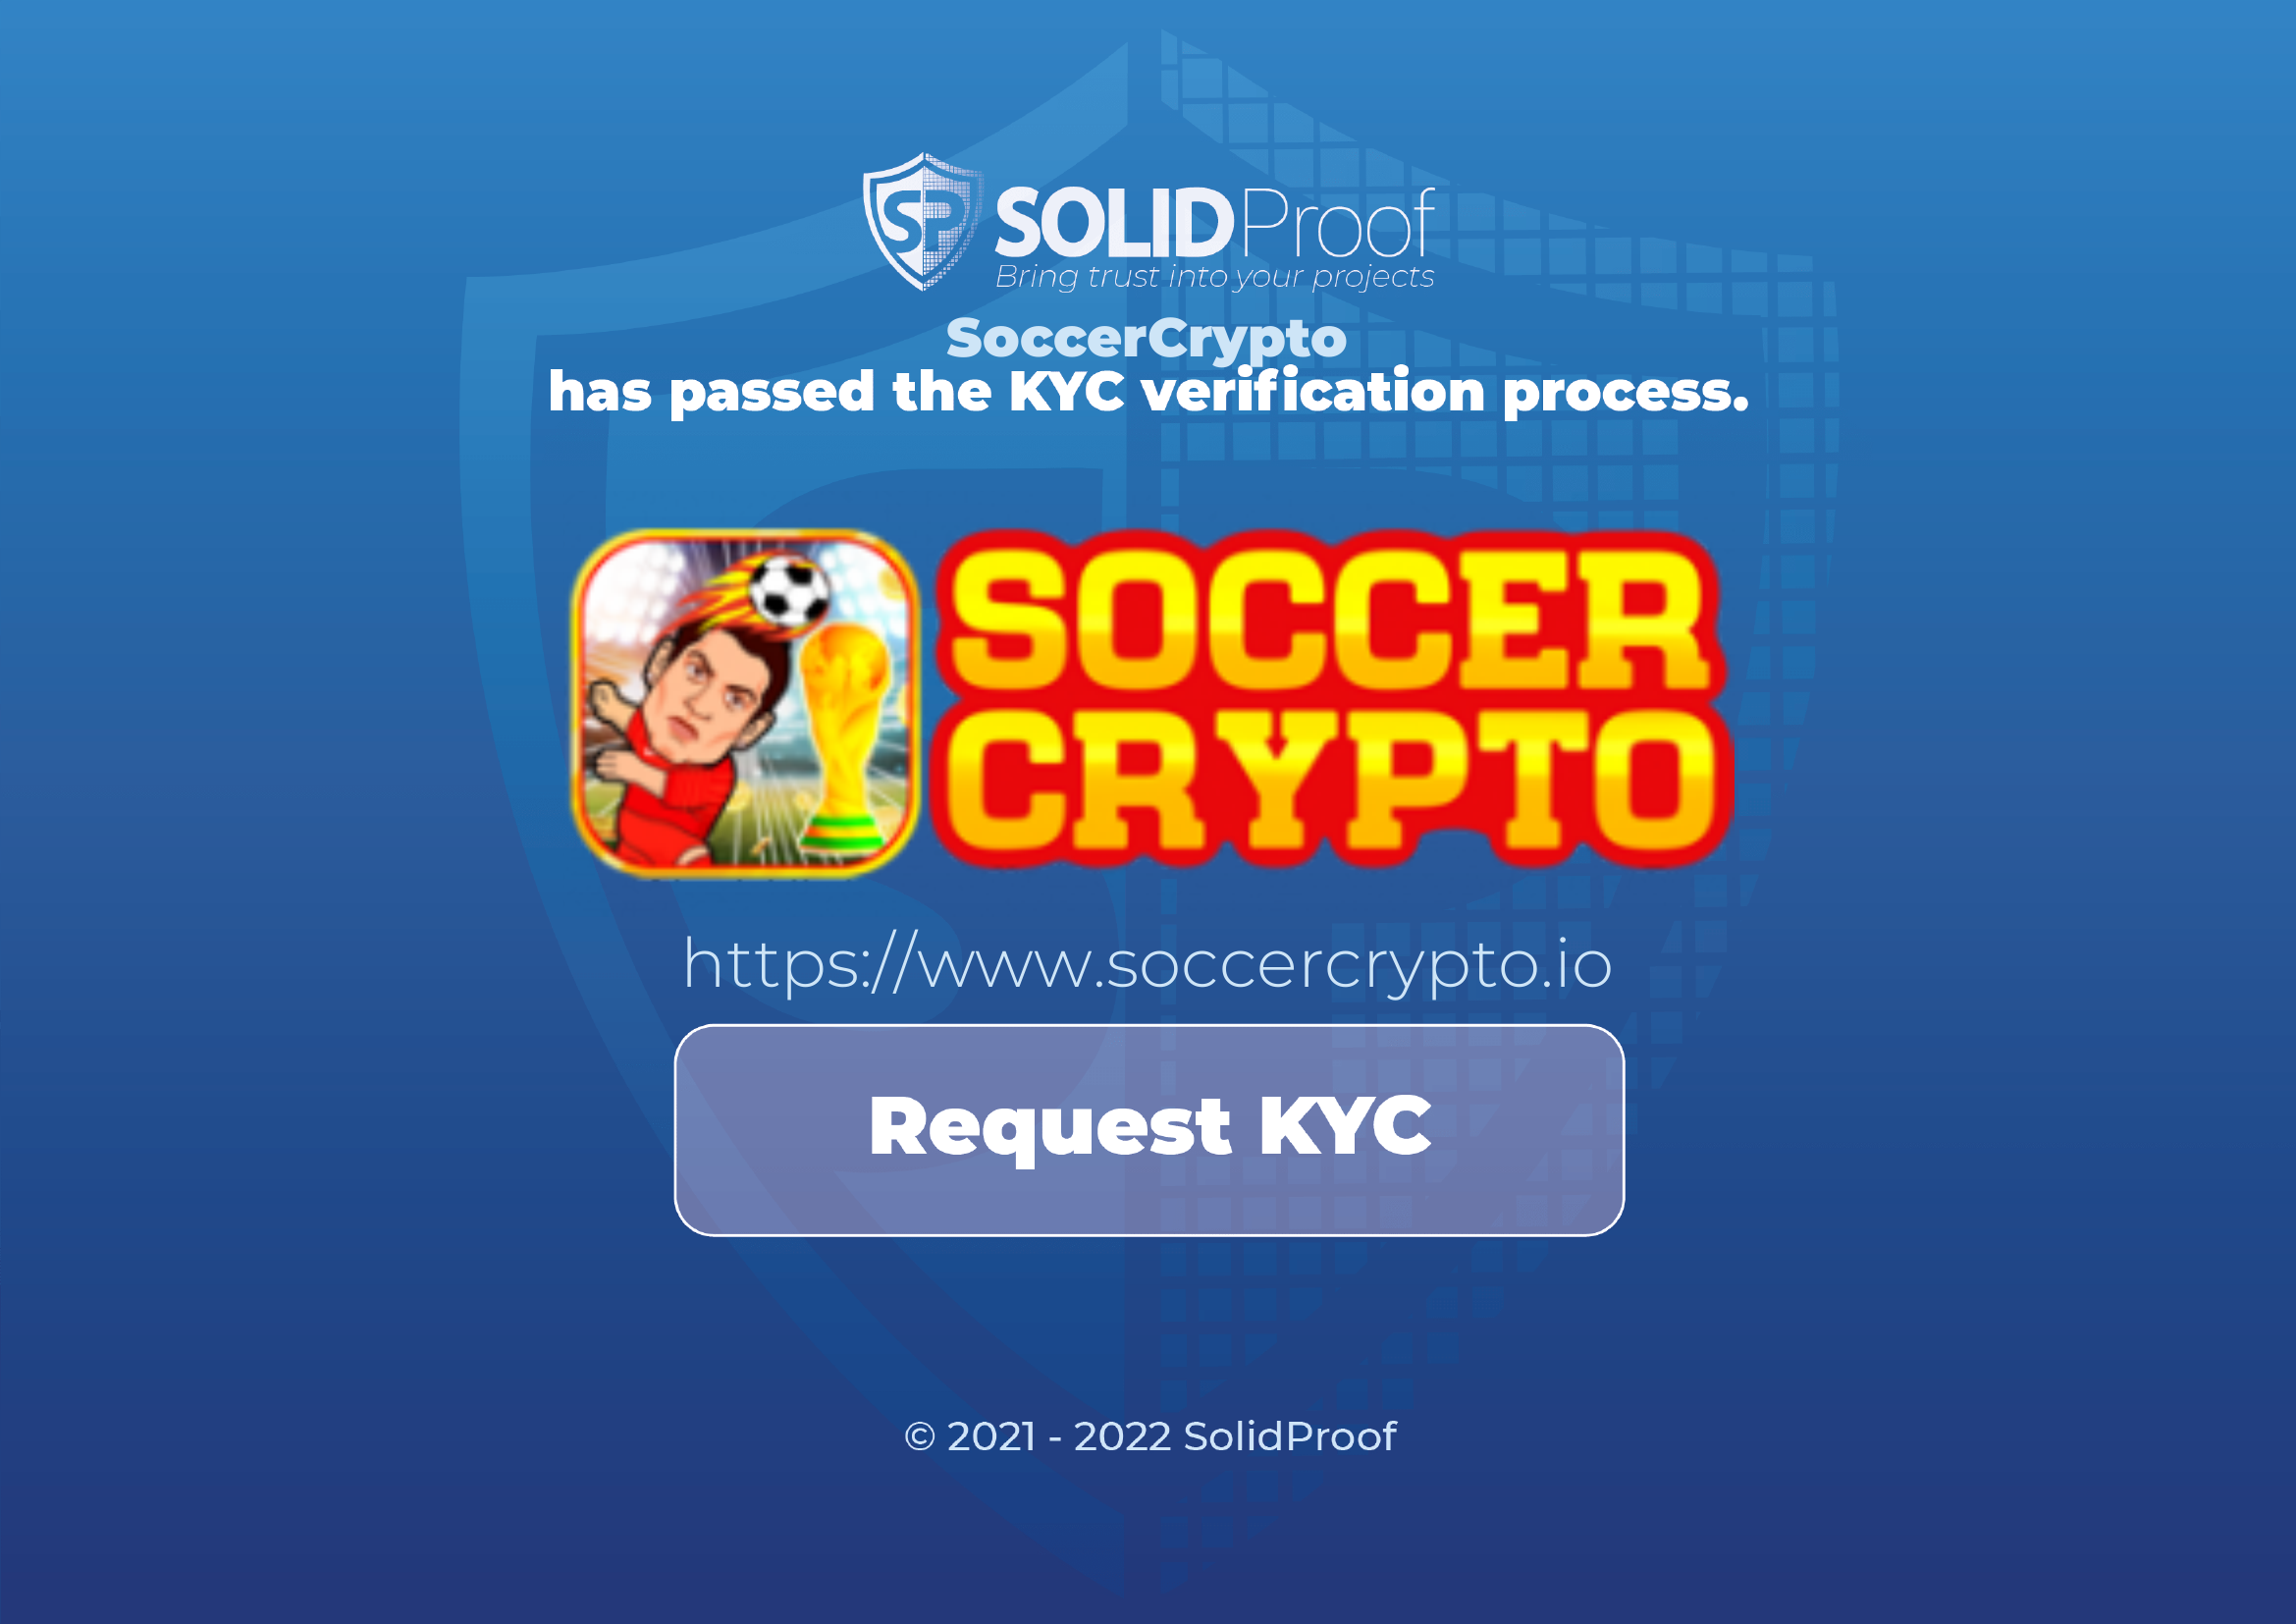 SP SOLIDProof
Bring trust into your projects
SoccerCrypto
has passed the KYC verification process.
SOCCER
CRYPTO
https://www.soccercrypto.io
Request KYC
© 2021 - 2022 SolidProof